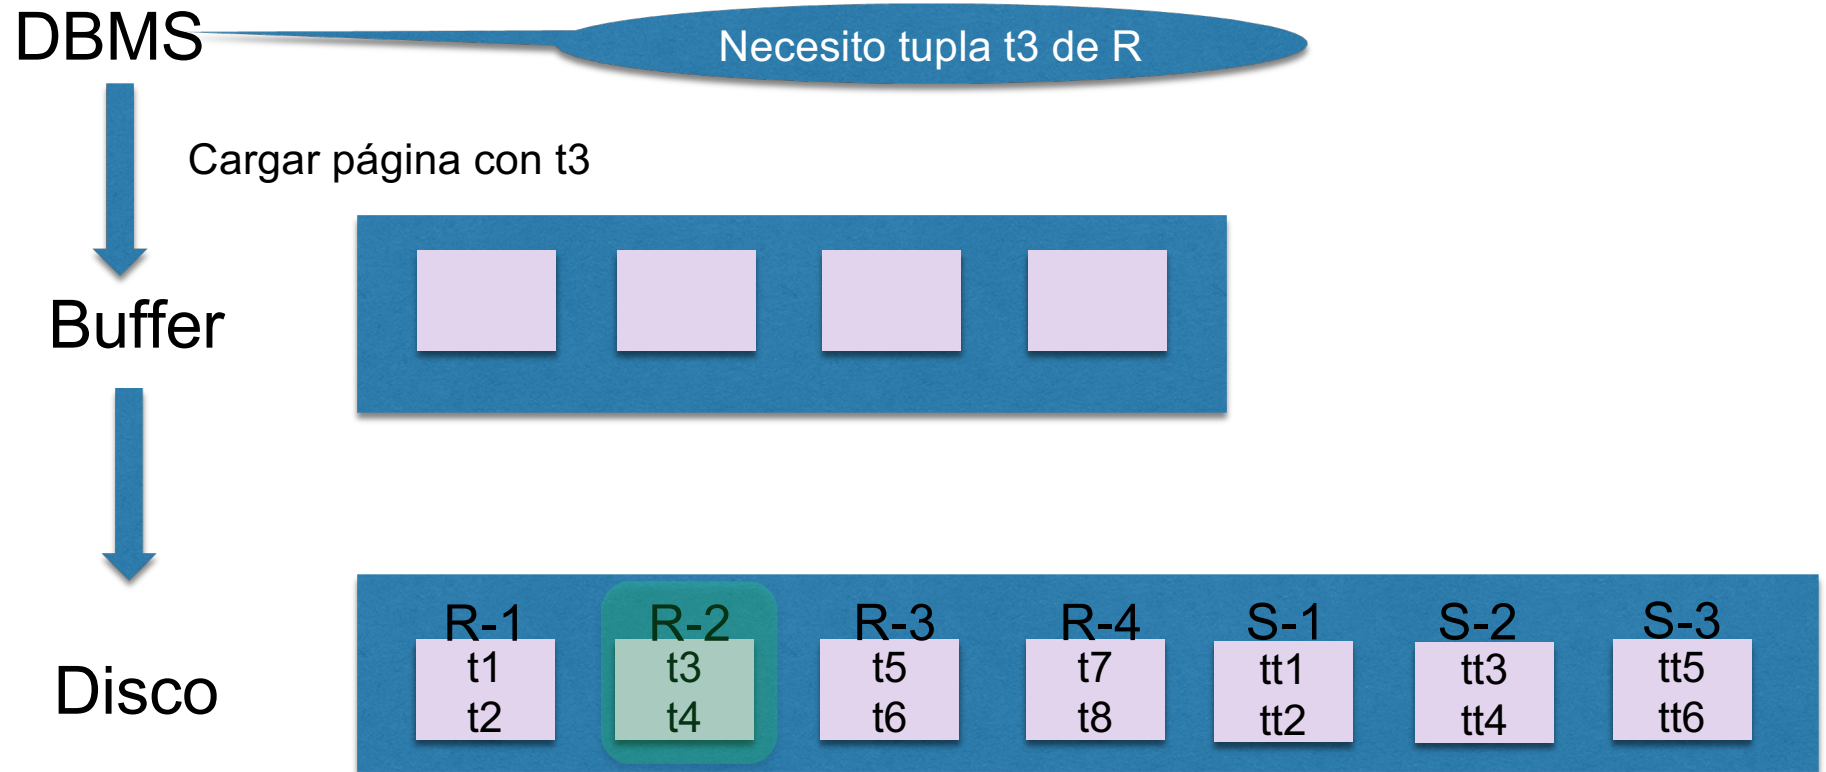 DBMS
Necesito tupla t3 de R
Cargar página con t3
Buffer
Disco
R-1
t1
t2
R-2
t3
t4
R-3
t5
t6
R-4
t7
t8
S-1
tt1
tt2
S-2
tt3
tt4
S-3
tt5
tt6